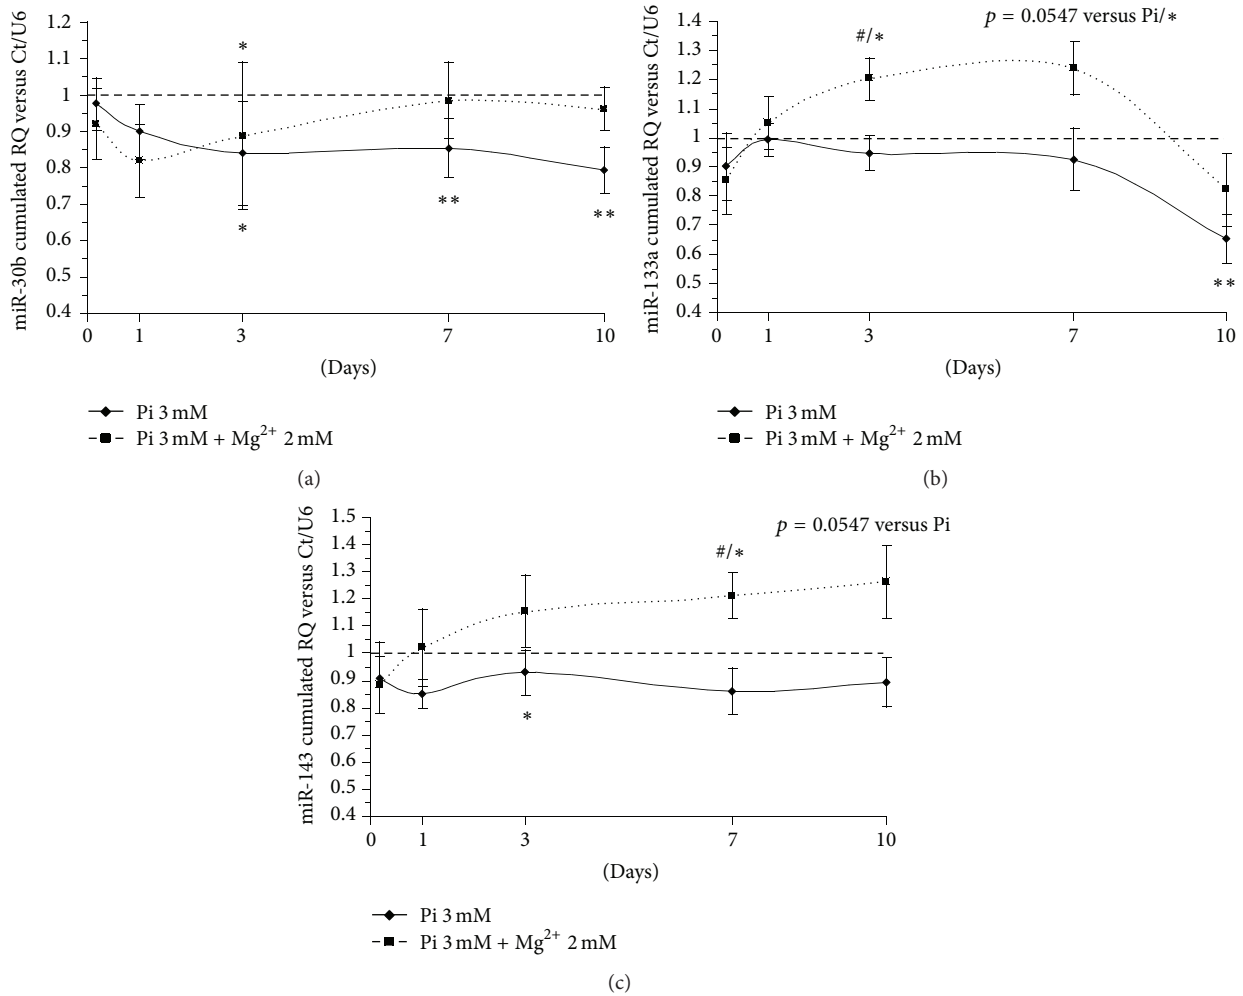 miR-30b cumulated RQ versus Ct/U6
1.2
1.1
1
0.9
0.8
0.7
0.6
0.5
0.4
*
*
**
**
0 1 3 7 10
(Days)
Pi 3 mM
Pi 3 mM + Mg²⁺ 2 mM
(a)
miR-133a cumulated RQ versus Ct/U6
p = 0.0547 versus Pi/*
#/*
1.4
1.3
1.2
1.1
1
0.9
0.8
0.7
0.6
0.5
0.4
**
0 1 3 7 10
(Days)
Pi 3 mM
Pi 3 mM + Mg²⁺ 2 mM
(b)
miR-143 cumulated RQ versus Ct/U6
p = 0.0547 versus Pi
#/*
1.5
1.4
1.3
1.2
1.1
1
0.9
0.8
0.7
0.6
0.5
0.4
*
0 1 3 7 10
(Days)
Pi 3 mM
Pi 3 mM + Mg²⁺ 2 mM
(c)